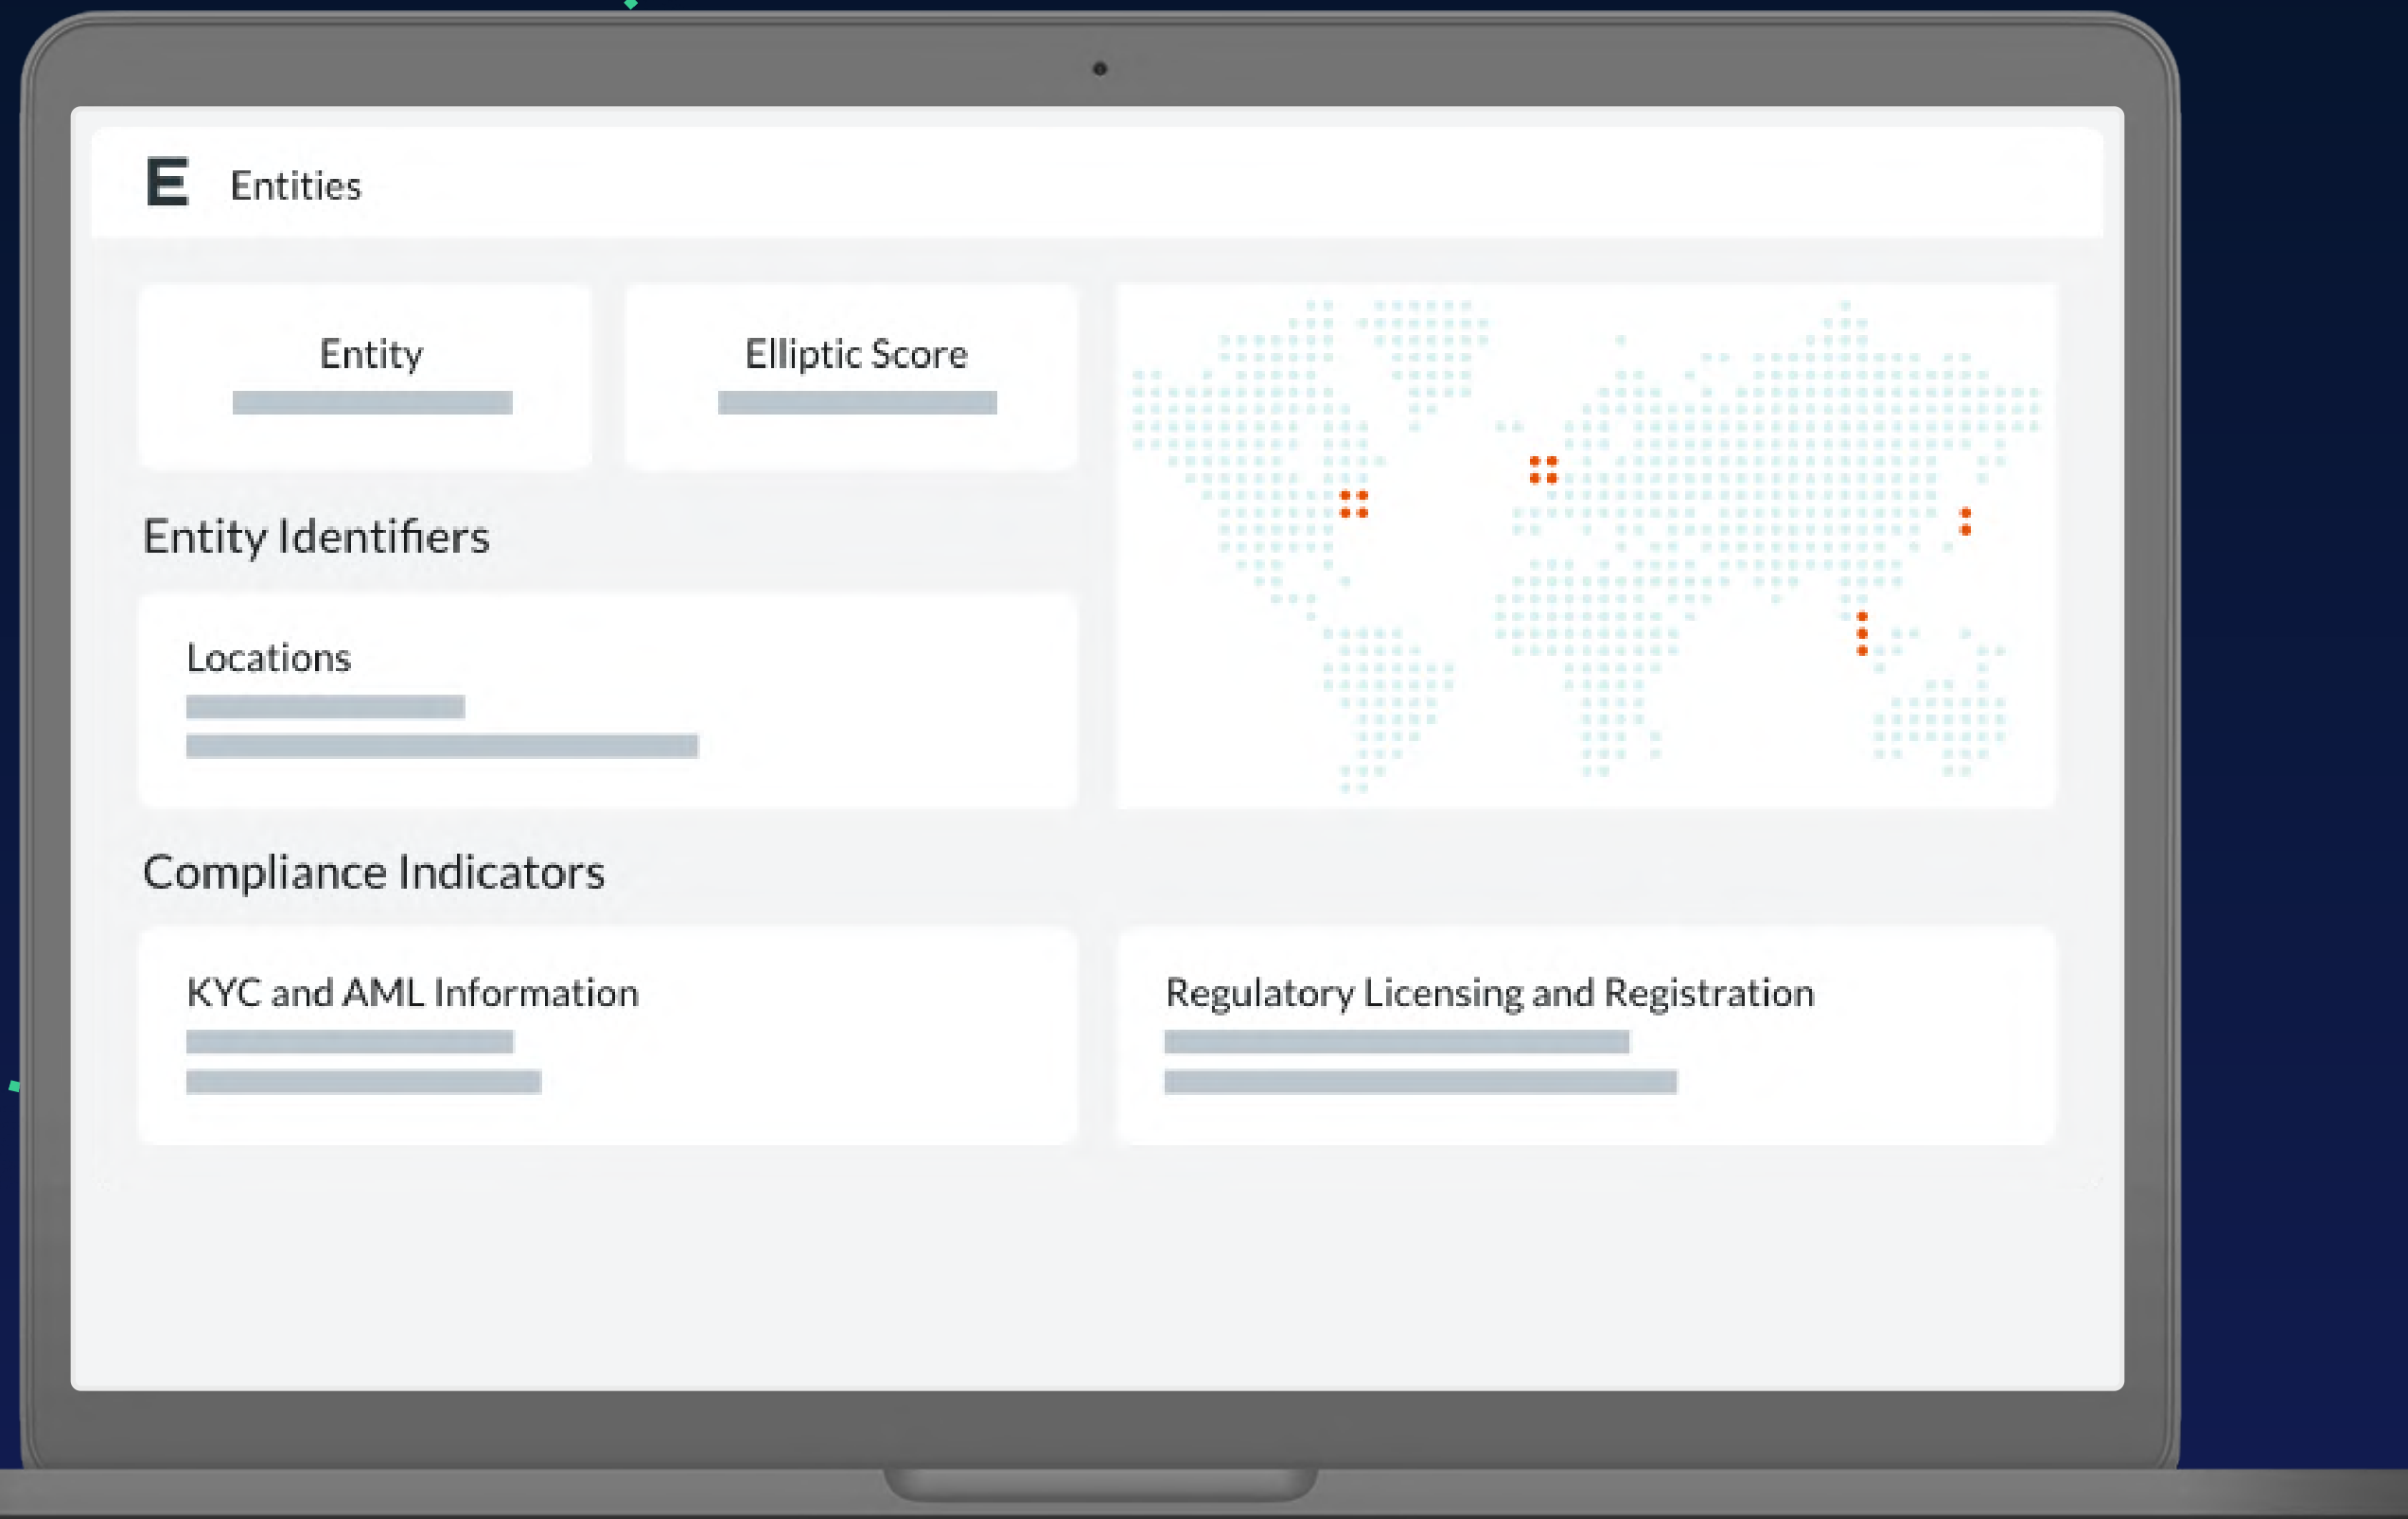 E Entities
Entity
Elliptic Score
Entity Identifiers
Locations
Compliance Indicators
KYC and AML Information
Regulatory Licensing and Registration